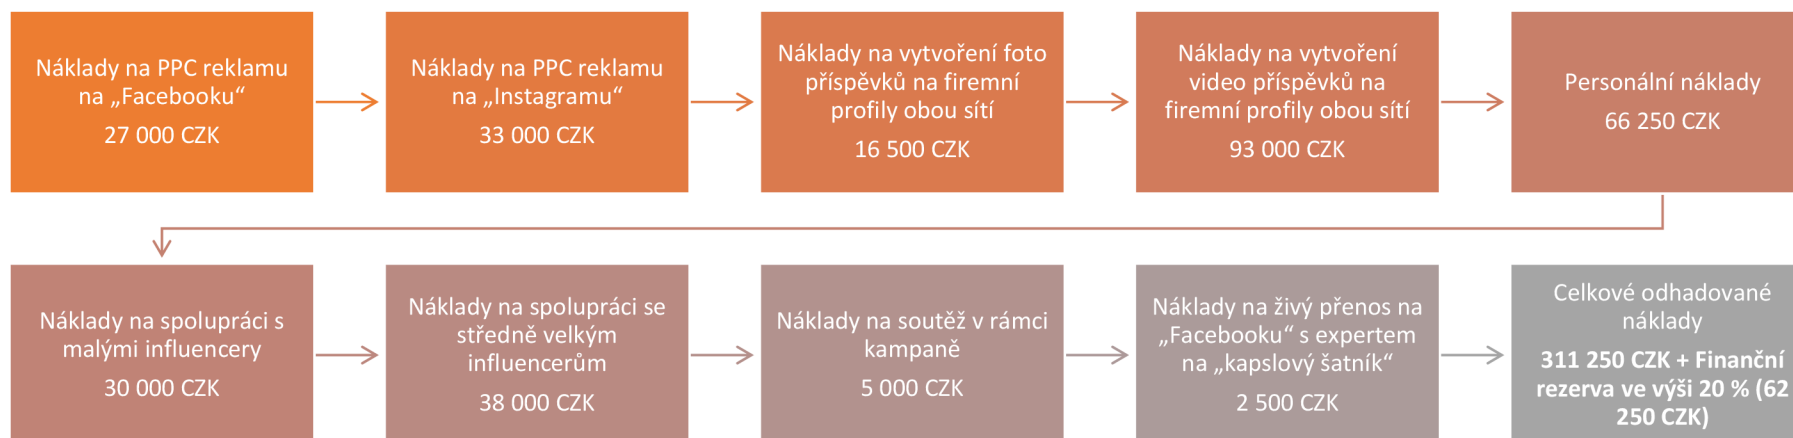 Náklady na PPC reklamu
na „Facebooku“
27 000 CZK
Náklady na PPC reklamu
na „Instagramu“
33 000 CZK
Náklady na vytvoření foto
příspěvků na firemní
profily obou sítí
16 500 CZK
Náklady na vytvoření
video příspěvků na
firemní profily obou sítí
93 000 CZK
Personální náklady
66 250 CZK
Náklady na spolupráci s
malými influencery
30 000 CZK
Náklady na spolupráci se
středně velkým
influencerům
38 000 CZK
Náklady na soutěž v rámci
kampaně
5 000 CZK
Náklady na živý přenos na
„Facebooku“ s expertem
na „kapslový šatník“
2 500 CZK
Celkové odhadované
náklady
311 250 CZK + Finanční
rezerva ve výši 20 % (62
250 CZK)